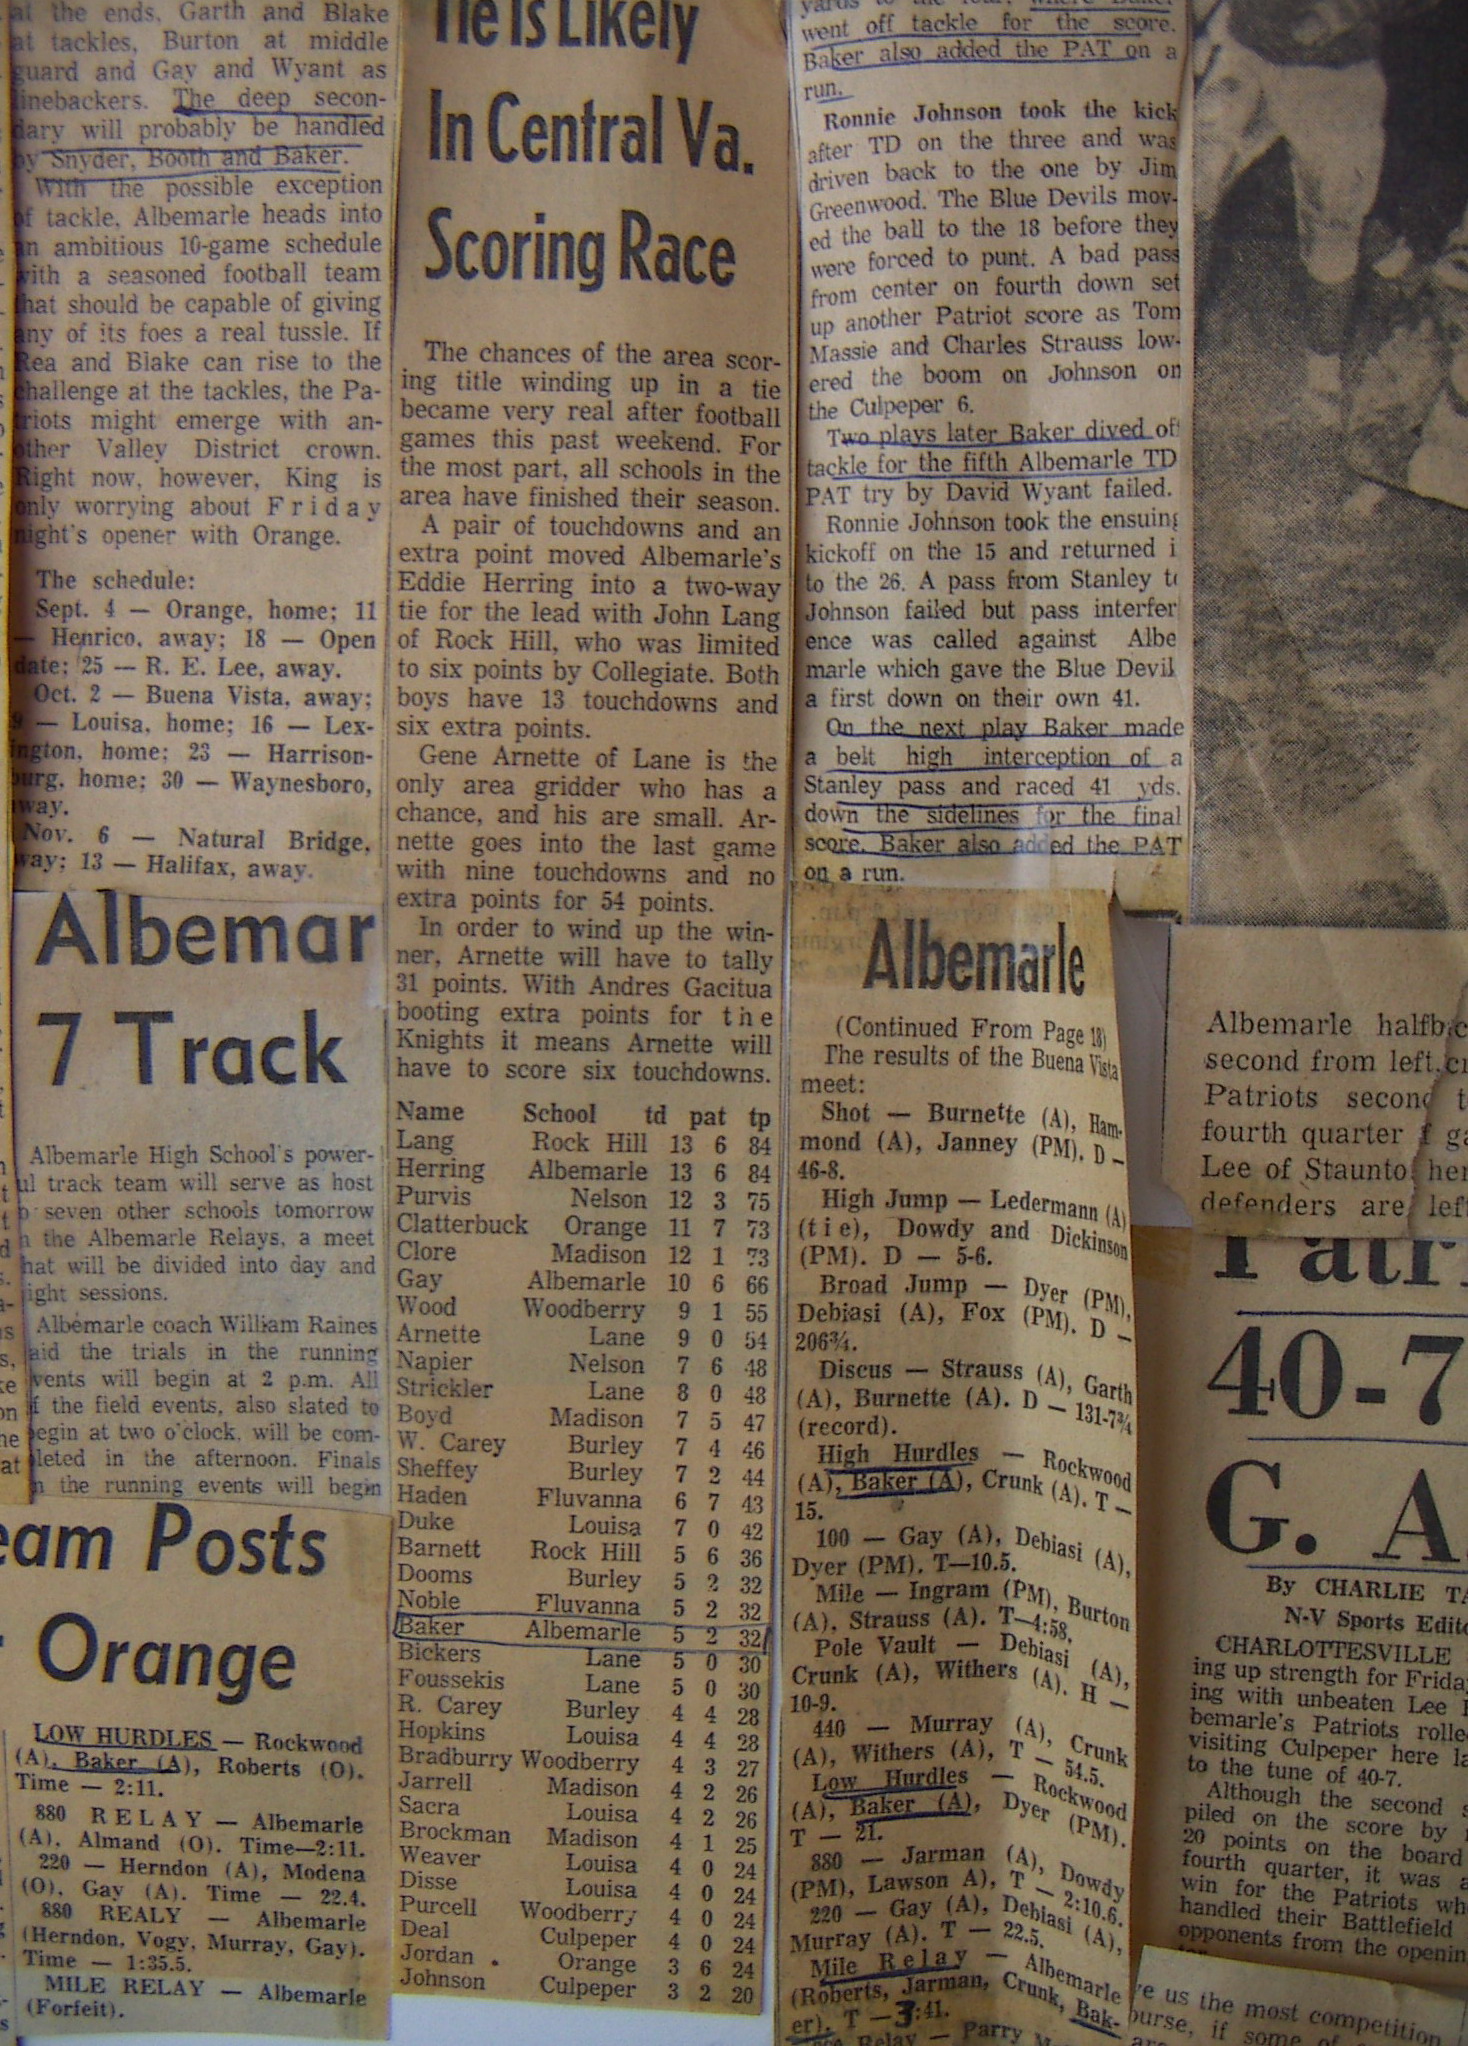 at the ends, Garth and Blake
at tackles, Burton at middle
guard and Gay and Wyant as
linebackers. The deep secon-
dary will probably be handled
by Snyder, Booth and Baker.
With the possible exception
of tackle, Albemarle heads into
an ambitious 10-game schedule
with a seasoned football team
that should be capable of giving
any of its foes a real tussle. If
Rea and Blake can rise to the
challenge at the tackles, the Pa-
triots might emerge with an-
other Valley District crown.
Right now, however, King is
only worrying about Friday
night's opener with Orange.
The schedule:
Sept. 4 — Orange, home; 11
— Henrico, away; 18 — Open
date; 25 — R. E. Lee, away.
Oct. 2 — Buena Vista, away;
9 — Louisa, home; 16 — Lex-
ington, home; 23 — Harrison-
burg, home; 30 — Waynesboro,
away.
Nov. 6 — Natural Bridge,
way; 13 — Halifax, away.
Albemar
7 Track
Albemarle High School's power-
ul track team will serve as host
o seven other schools tomorrow
n the Albemarle Relays, a meet
hat will be divided into day and
ight sessions.
Albemarle coach William Raines
aid the trials in the running
vents will begin at 2 p.m. All
f the field events, also slated to
egin at two o'clock, will be com-
leted in the afternoon. Finals
n the running events will begin
eam Posts
Orange
LOW HURDLES — Rockwood
(A), Baker (A), Roberts (O).
Time — 2:11.
880 RELAY — Albemarle
(A), Almand (O). Time—2:11.
220 — Herndon (A), Modena
(O), Gay (A). Time — 22.4.
880 REALY — Albemarle
(Herndon, Vogy, Murray, Gay).
Time — 1:35.5.
MILE RELAY — Albemarle
(Forfeit).
Tie Is Likely
In Central Va.
Scoring Race
The chances of the area scor-
ing title winding up in a tie
became very real after football
games this past weekend. For
the most part, all schools in the
area have finished their season.
A pair of touchdowns and an
extra point moved Albemarle's
Eddie Herring into a two-way
tie for the lead with John Lang
of Rock Hill, who was limited
to six points by Collegiate. Both
boys have 13 touchdowns and
six extra points.
Gene Arnette of Lane is the
only area gridder who has a
chance, and his are small. Ar-
nette goes into the last game
with nine touchdowns and no
extra points for 54 points.
In order to wind up the win-
ner, Arnette will have to tally
31 points. With Andres Gacitua
booting extra points for the
Knights it means Arnette will
have to score six touchdowns.
Name School td pat tp
Lang Rock Hill 13 6 84
Herring Albemarle 13 6 84
Purvis Nelson 12 3 75
Clatterbuck Orange 11 7 73
Clore Madison 12 1 73
Gay Albemarle 10 6 66
Wood Woodberry 9 1 55
Arnette Lane 9 0 54
Napier Nelson 7 6 48
Strickler Lane 8 0 48
Boyd Madison 7 5 47
W. Carey Burley 7 4 46
Sheffey Burley 7 2 44
Haden Fluvanna 6 7 43
Duke Louisa 7 0 42
Barnett Rock Hill 5 6 36
Dooms Burley 5 2 32
Noble Fluvanna 5 2 32
Baker Albemarle 5 2 32
Bickers Lane 5 0 30
Foussekis Lane 5 0 30
R. Carey Burley 4 4 28
Hopkins Louisa 4 4 28
Bradburry Woodberry 4 3 27
Jarrell Madison 4 2 26
Sacra Louisa 4 2 26
Brockman Madison 4 1 25
Weaver Louisa 4 0 24
Disse Louisa 4 0 24
Purcell Woodberry 4 0 24
Deal Culpeper 4 0 24
Jordan Orange 3 6 24
Johnson Culpeper 3 2 20
yards to the four, where Baker
went off tackle for the score.
Baker also added the PAT on a
run.
Ronnie Johnson took the kick
after TD on the three and was
driven back to the one by Jim
Greenwood. The Blue Devils mov-
ed the ball to the 18 before they
were forced to punt. A bad pass
from center on fourth down set
up another Patriot score as Tom
Massie and Charles Strauss low-
ered the boom on Johnson on
the Culpeper 6.
Two plays later Baker dived of
tackle for the fifth Albemarle TD
PAT try by David Wyant failed.
Ronnie Johnson took the ensuing
kickoff on the 15 and returned i
to the 26. A pass from Stanley to
Johnson failed but pass interfer
ence was called against Albe
marle which gave the Blue Devil
a first down on their own 41.
On the next play Baker made
a belt high interception of a
Stanley pass and raced 41 yds.
down the sidelines for the final
score. Baker also added the PAT
on a run.
Albemarle
(Continued From Page 18)
The results of the Buena Vista
meet:
Shot — Burnette (A), Ham-
mond (A), Janney (PM). D —
46-8.
High Jump — Ledermann (A)
(tie), Dowdy and Dickinson
(PM). D — 5-6.
Broad Jump — Dyer (PM),
Debiasi (A), Fox (PM). D —
206¾.
Discus — Strauss (A), Garth
(A), Burnette (A). D — 131-7¾
(record).
High Hurdles — Rockwood
(A), Baker (A), Crunk (A). T —
15.
100 — Gay (A), Debiasi (A),
Dyer (PM). T—10.5.
Mile — Ingram (PM), Burton
(A), Strauss (A). T—4:58.
Pole Vault — Debiasi (A),
Crunk (A), Withers (A). H —
10-9.
440 — Murray (A), Crunk
(A), Withers (A), T — 54.5.
Low Hurdles — Rockwood
(A), Baker (A), Dyer (PM).
T — 21.
880 — Jarman (A), Dowdy
(PM), Lawson A), T — 2:10.6.
220 — Gay (A), Debiasi (A),
Murray (A). T — 22.5.
Mile Relay — Albemarle
(Roberts, Jarman, Crunk, Bak-
er). T —3:41.
Relay — Parry
Albemarle halfbac
second from left,
Patriots second
fourth quarter
Lee of Staunto
defenders are left
Patri
40-7
G. A
By CHARLIE TA
N-V Sports Edito
CHARLOTTESVILLE
ing up strength for Friday
ing with unbeaten Lee
bemarle's Patriots rolle
visiting Culpeper here la
to the tune of 40-7.
Although the second s
piled on the score by
20 points on the board
fourth quarter, it was a
win for the Patriots wh
handled their Battlefield
opponents from the openin
e us the most competition
ourse, if some of